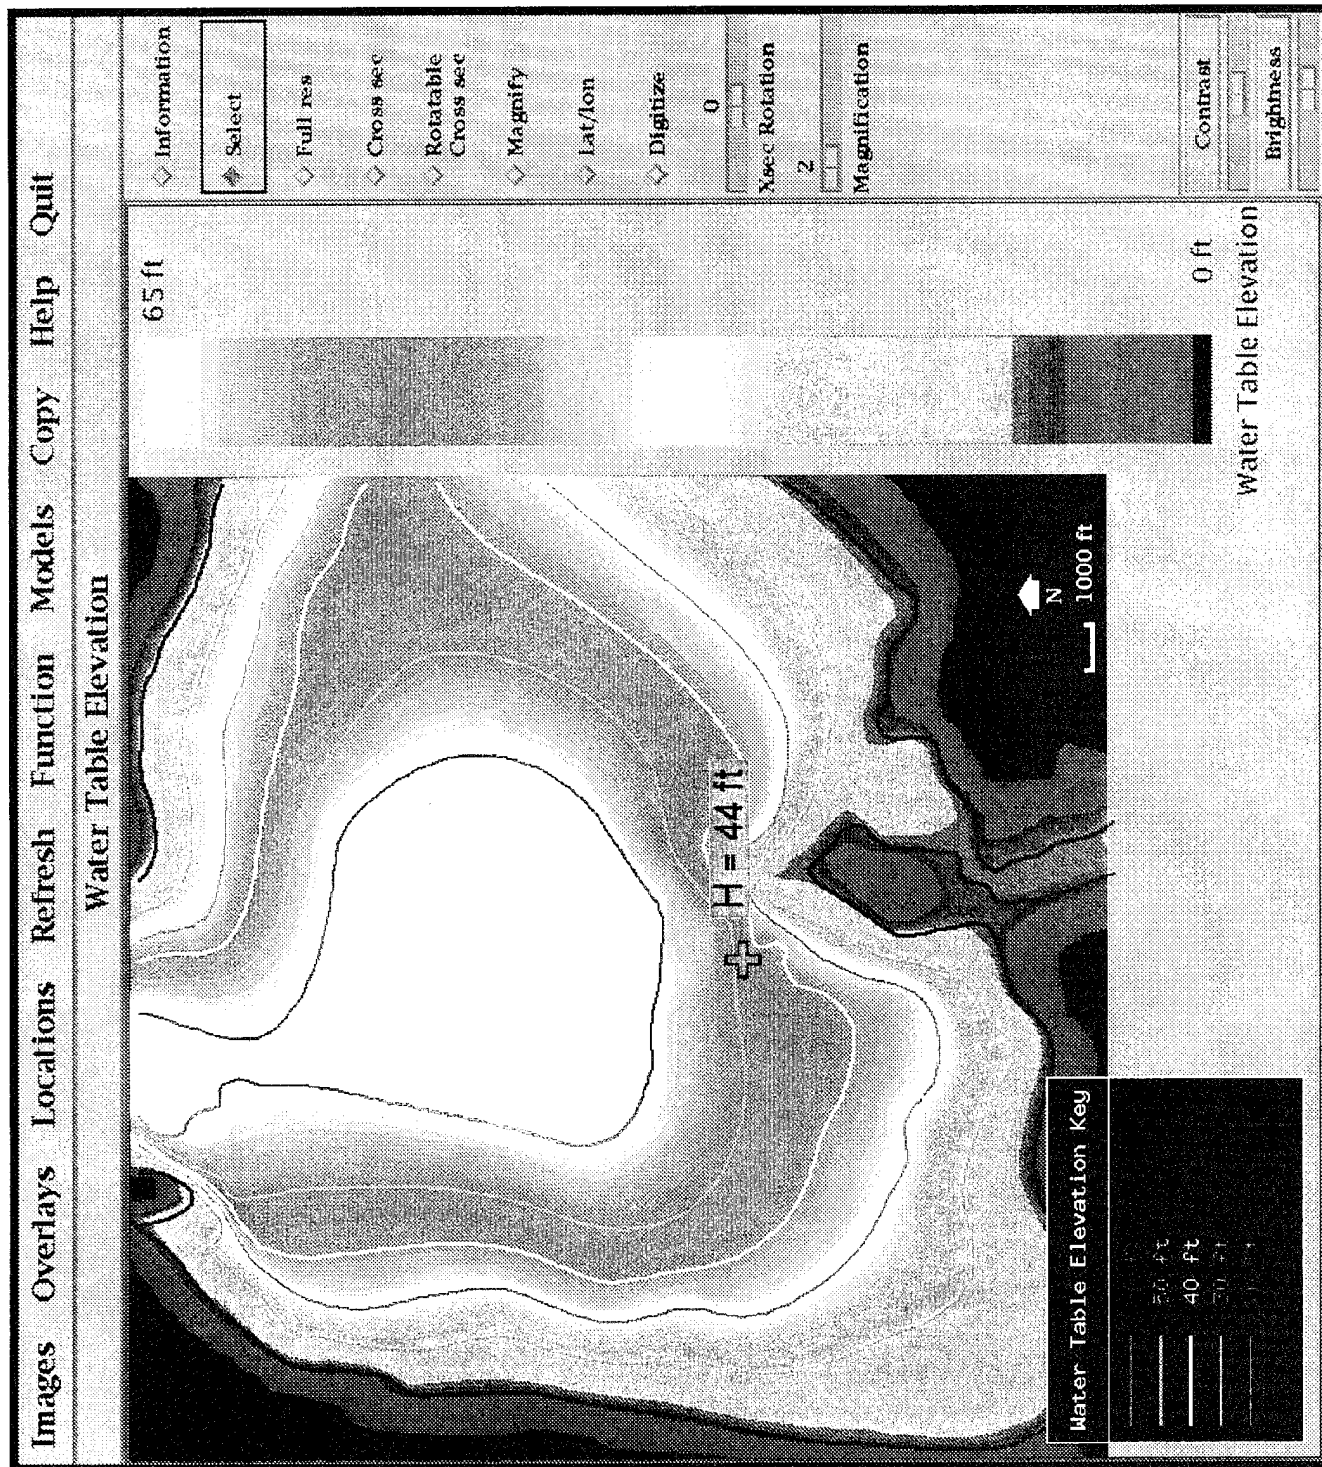 Images Overlays Locations Refresh Function Models Copy Help Quit
Water Table Elevation
Information
Select
Full res
Cross sec
Rotatable
Cross sec
Magnify
Lat/lon
Digitize
0
Xsec Rotation
2
Magnification
Contrast
Brightness
65 ft
0 ft
Water Table Elevation
H = 44 ft
N
1000 ft
Water Table Elevation Key
50 ft
40 ft